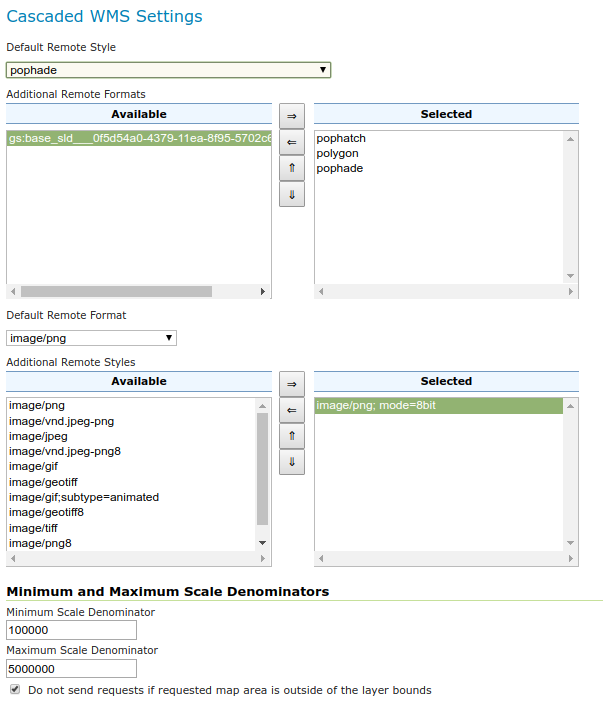 Cascaded WMS Settings
Default Remote Style
pophade
Additional Remote Formats
Available
gs:base_sld___0f5d54a0-4379-11ea-8f95-5702c6
⇒
⇐
⇑
⇓
Selected
pophatch
polygon
pophade
Default Remote Format
image/png
Additional Remote Styles
Available
image/png
image/vnd.jpeg-png
image/jpeg
image/vnd.jpeg-png8
image/gif
image/geotiff
image/gif;subtype=animated
image/geotiff8
image/tiff
image/png8
⇒
⇐
⇑
⇓
Selected
image/png; mode=8bit
Minimum and Maximum Scale Denominators
Minimum Scale Denominator
100000
Maximum Scale Denominator
5000000
Do not send requests if requested map area is outside of the layer bounds